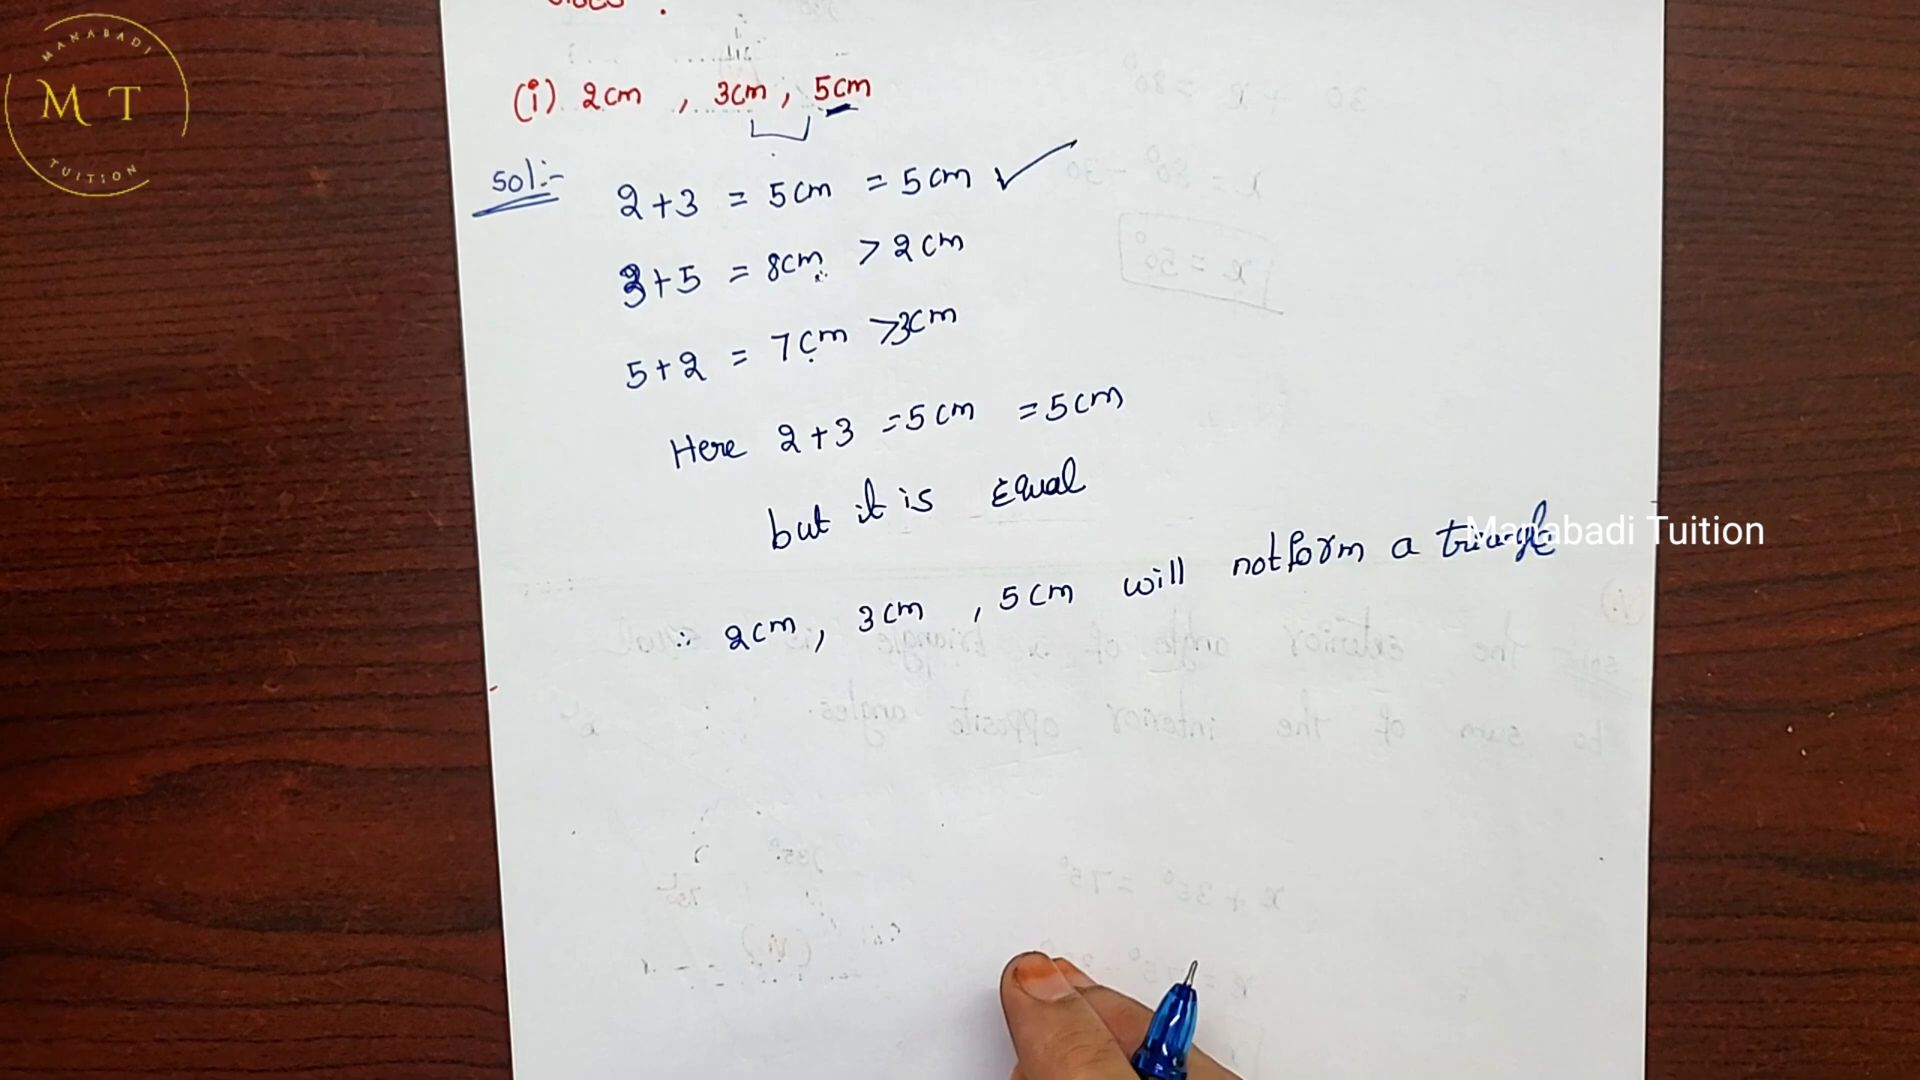 MANABADI
M T
TUITION
(i) 2cm , 3cm, 5cm
Sol:-
2+3 = 5cm = 5cm ✓
3+5 = 8cm > 2cm
5+2 = 7cm >3cm
Here 2+3 =5cm =5cm
but it is Equal
Manabadi Tuition
∴ 2cm, 3cm , 5cm will not form a triangle